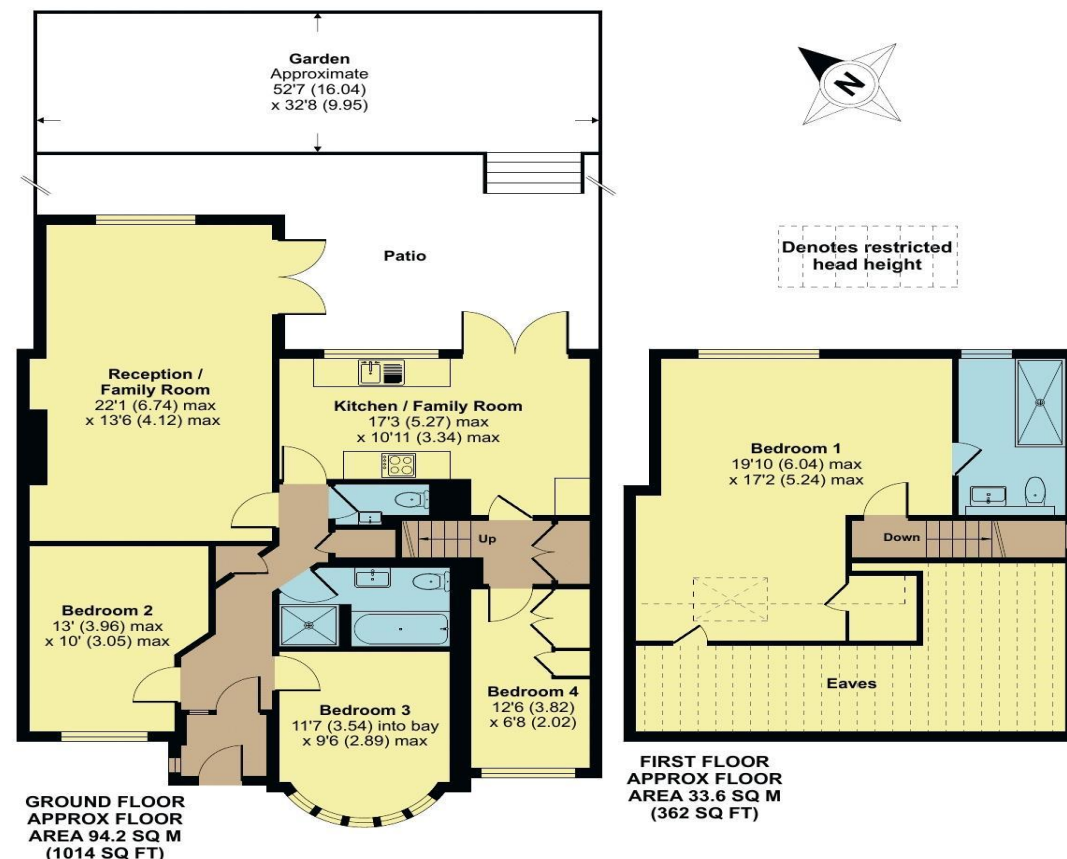 Garden
Approximate
52'7 (16.04)
x 32'8 (9.95)
N
Patio
Denotes restricted
head height
Reception /
Family Room
22'1 (6.74) max
x 13'6 (4.12) max
Kitchen / Family Room
17'3 (5.27) max
x 10'11 (3.34) max
Bedroom 1
19'10 (6.04) max
x 17'2 (5.24) max
Up
Down
Bedroom 2
13' (3.96) max
x 10' (3.05) max
Bedroom 3
11'7 (3.54) into bay
x 9'6 (2.89) max
Bedroom 4
12'6 (3.82)
x 6'8 (2.02)
Eaves
GROUND FLOOR
APPROX FLOOR
AREA 94.2 SQ M
(1014 SQ FT)
FIRST FLOOR
APPROX FLOOR
AREA 33.6 SQ M
(362 SQ FT)